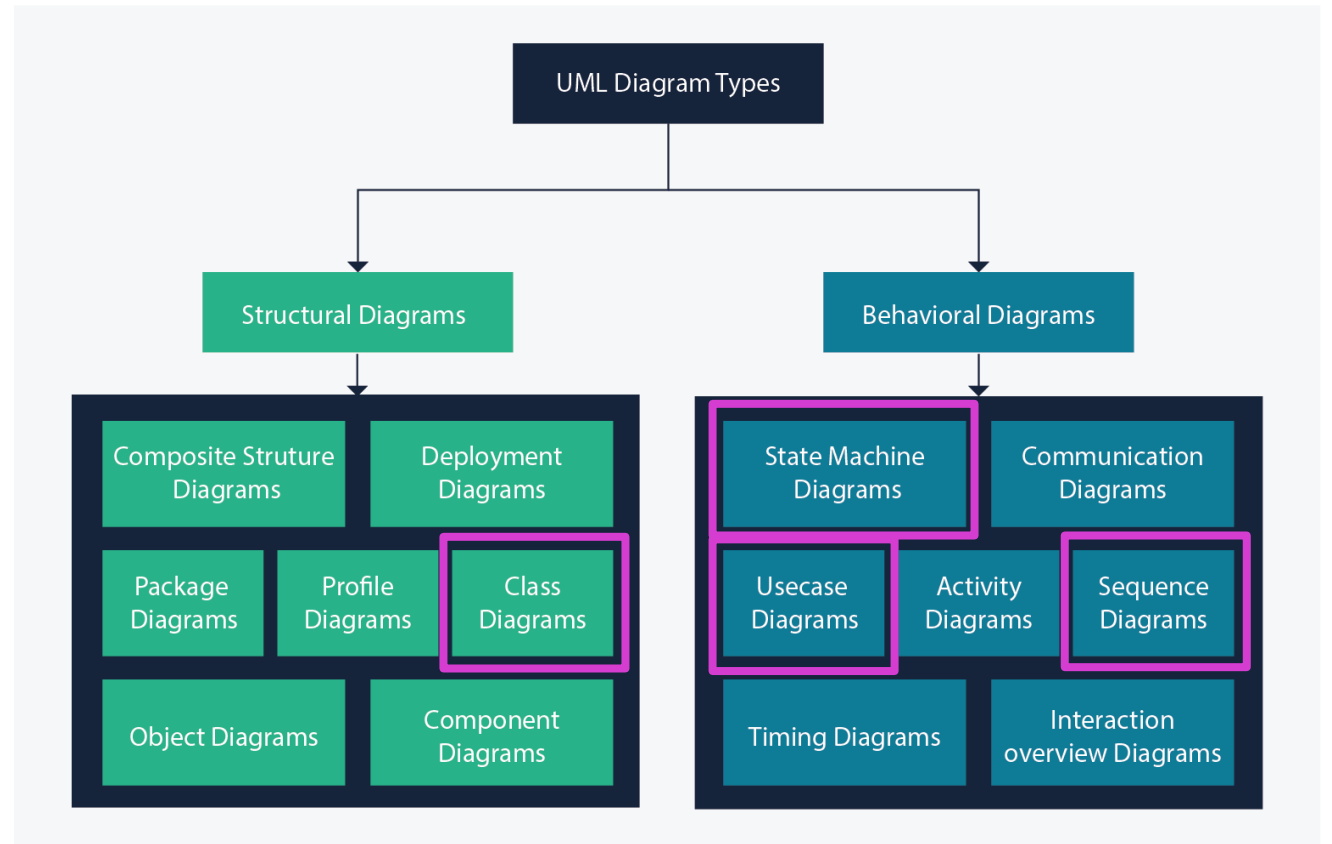 UML Diagram Types
Structural Diagrams
Behavioral Diagrams
Composite Struture
Diagrams
Deployment
Diagrams
Package
Diagrams
Profile
Diagrams
Class
Diagrams
Object Diagrams
Component
Diagrams
State Machine
Diagrams
Communication
Diagrams
Usecase
Diagrams
Activity
Diagrams
Sequence
Diagrams
Timing Diagrams
Interaction
overview Diagrams